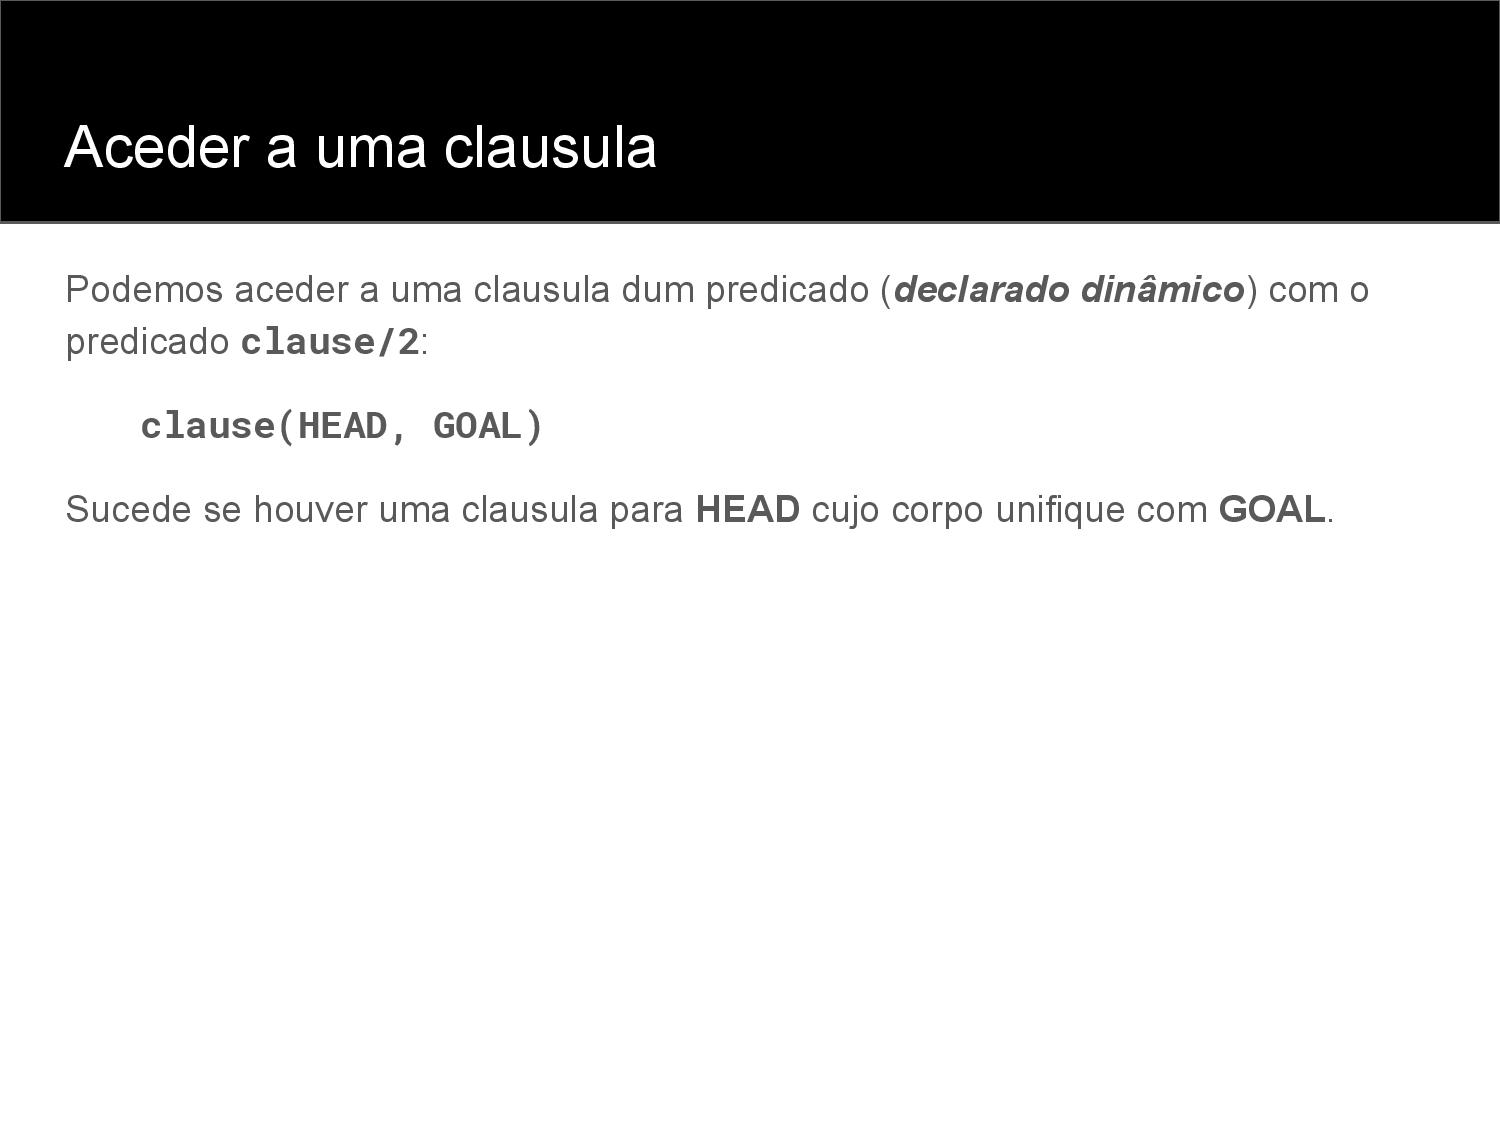 Aceder a uma clausula
Podemos aceder a uma clausula dum predicado (declarado dinâmico) com o
predicado clause/2:
clause(HEAD, GOAL)
Sucede se houver uma clausula para HEAD cujo corpo unifique com GOAL.